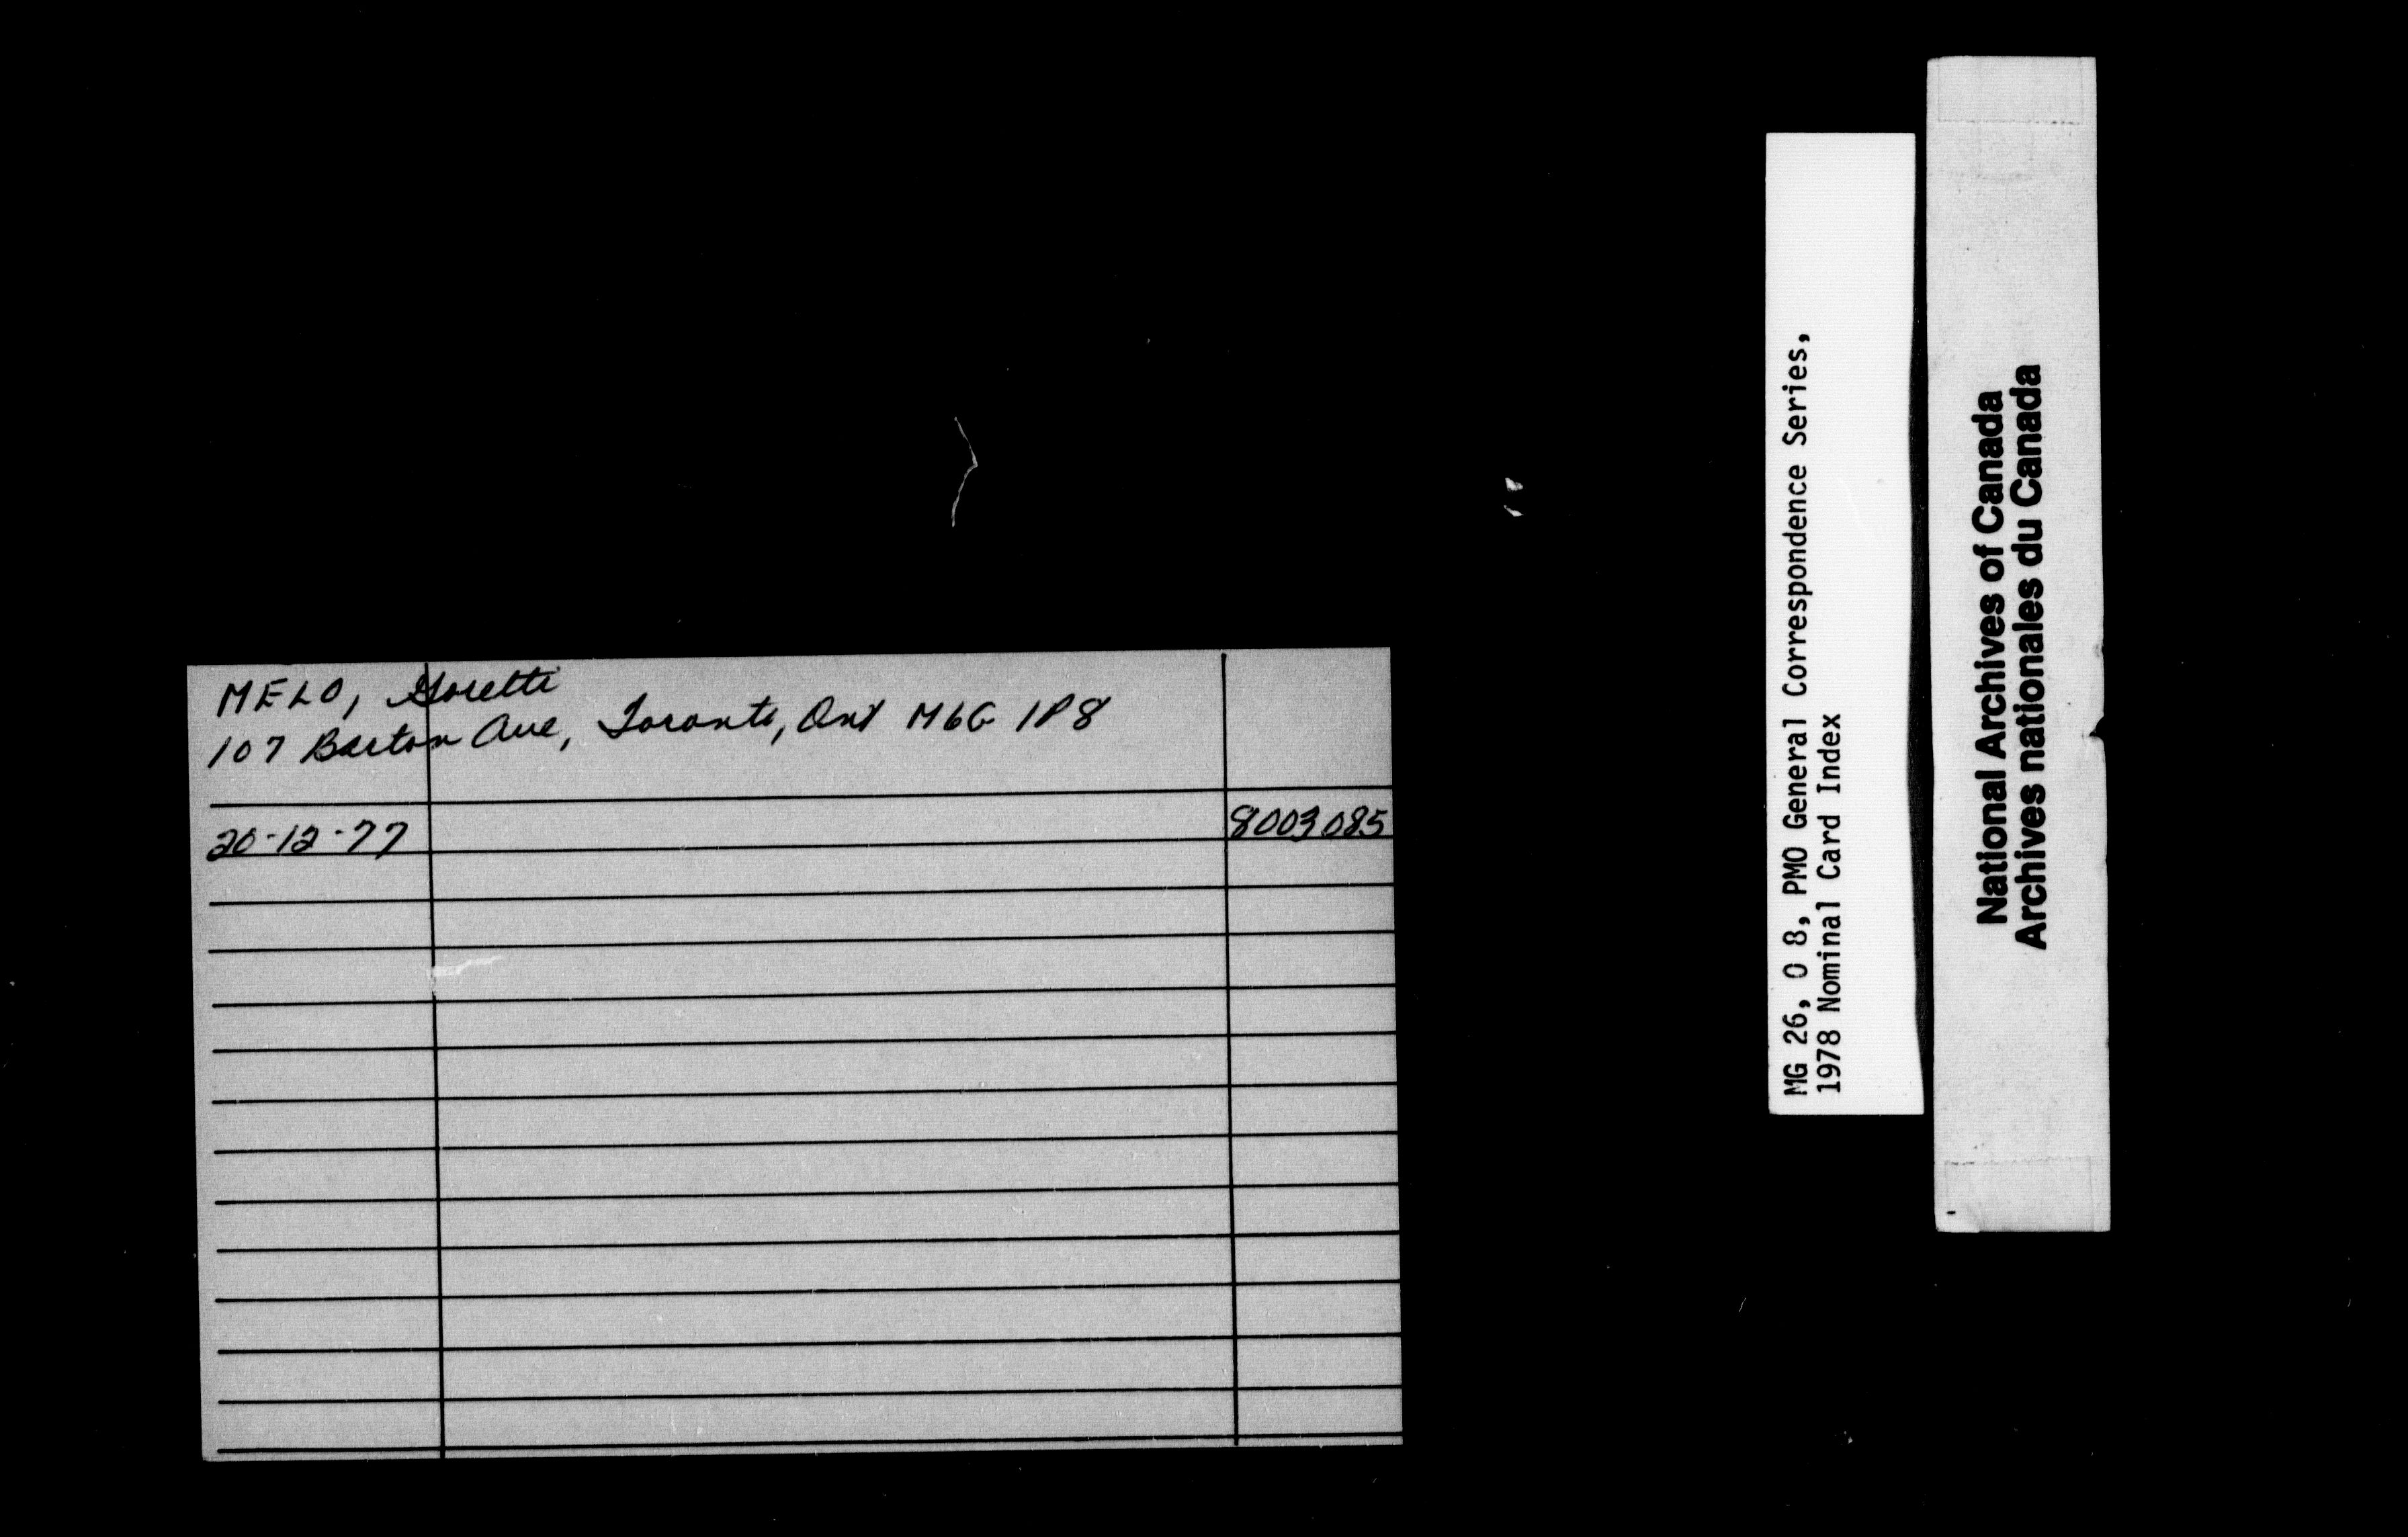 MELO, Goretti
107 Barton Ave, Toronto, Ont M6G 1P8
20-12-77 8003085
MG 26, O 8, PMO General Correspondence Series,
1978 Nominal Card Index
National Archives of Canada
Archives nationales du Canada